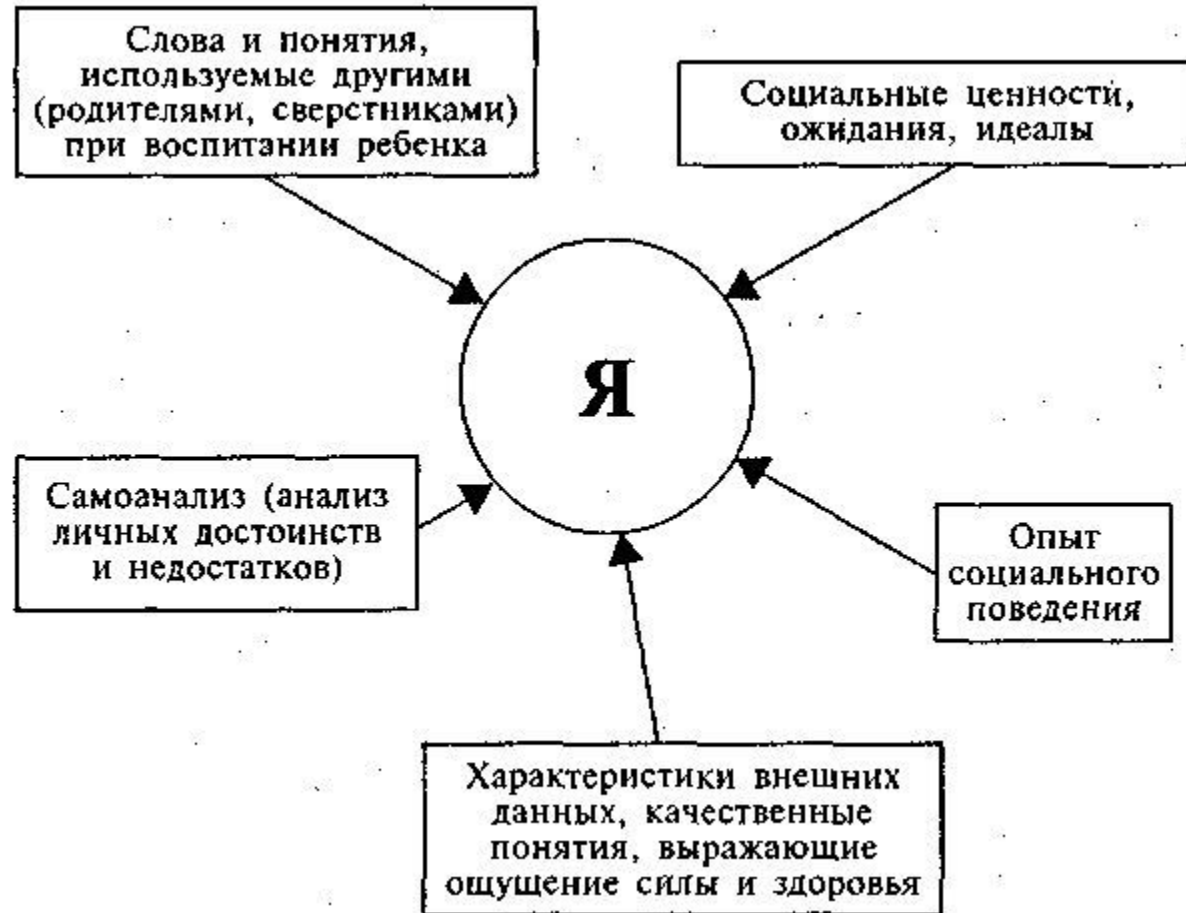 Слова и понятия,
используемые другими
(родителями, сверстниками)
при воспитании ребенка
Социальные ценности,
ожидания, идеалы
Я
Самоанализ (анализ
личных достоинств
и недостатков)
Опыт
социального
поведения
Характеристики внешних
данных, качественные
понятия, выражающие
ощущение силы и здоровья